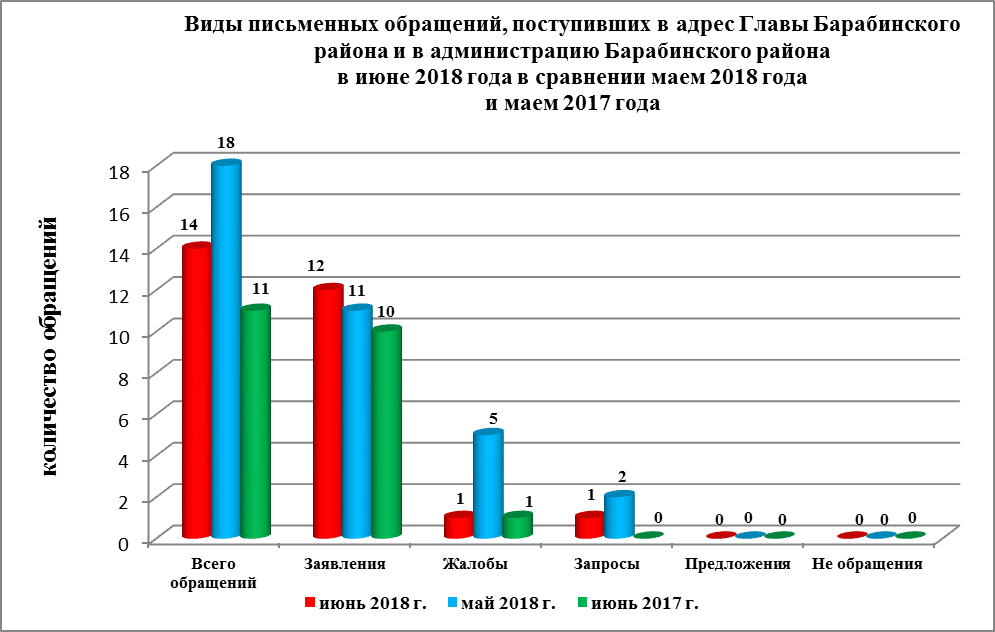 Виды письменных обращений, поступивших в адрес Главы Барабинского
района и в администрацию Барабинского района
в июне 2018 года в сравнении маем 2018 года
и маем 2017 года
количество обращений
18
16
14
12
10
8
6
4
2
0
14
18
11
12
11
10
1
5
1
1
2
0
0
0
0
0
0
0
Всего
обращений
Заявления
Жалобы
Запросы
Предложения
Не обращения
июнь 2018 г.
май 2018 г.
июнь 2017 г.